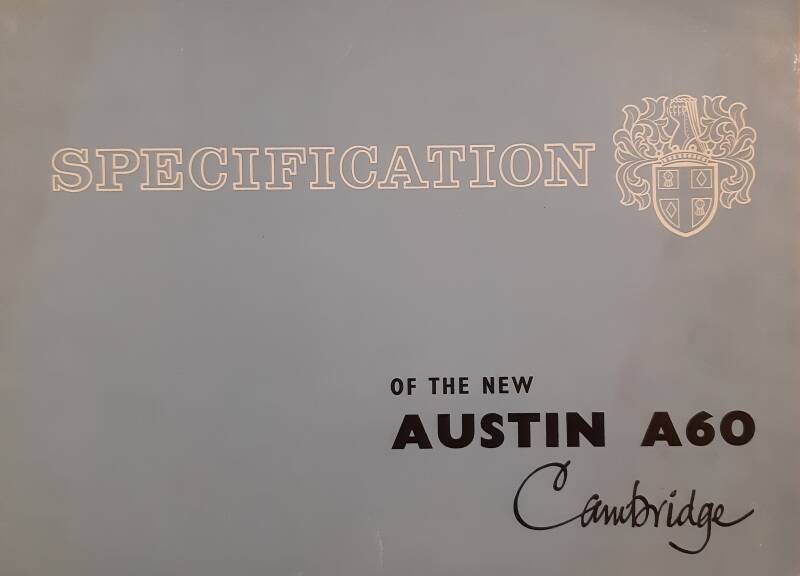 SPECIFICATION
OF THE NEW
AUSTIN A60
Cambridge